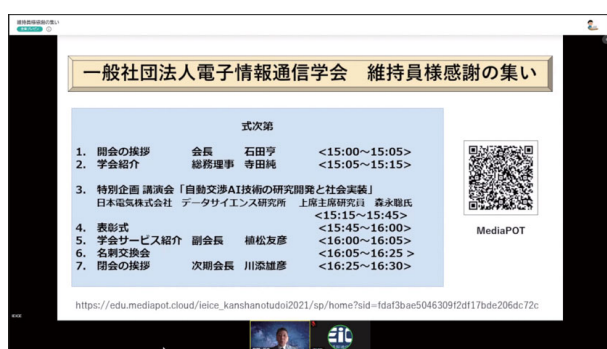 維持員様感謝の集い
一般社団法人電子情報通信学会　維持員様感謝の集い
式次第
1. 開会の挨拶 会長 石田亨 <15:00～15:05>
2. 学会紹介 総務理事 寺田純 <15:05～15:15>
3. 特別企画 講演会「自動交渉AI技術の研究開発と社会実装」
日本電気株式会社 データサイエンス研究所 上席主席研究員 森永聡氏
<15:15～15:45>
4. 表彰式 <15:45～16:00>
5. 学会サービス紹介 副会長 植松友彦 <16:00～16:05>
6. 名刺交換会 <16:05～16:25 >
7. 閉会の挨拶 次期会長 川添雄彦 <16:25～16:30>
MediaPOT
https://edu.mediapot.cloud/ieice_kanshanotudoi2021/sp/home?sid=fdaf3bae5046309f2df17bde206dc72c